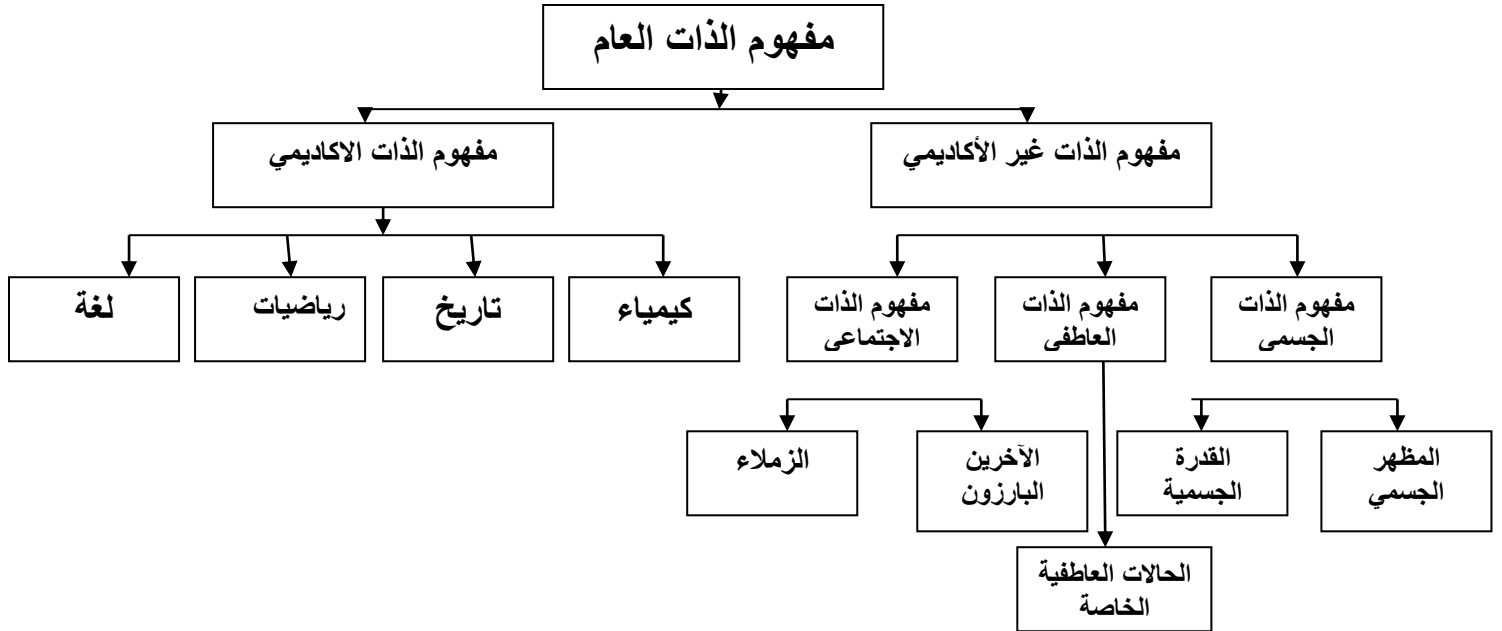 مفهوم الذات العام
مفهوم الذات غير الأكاديمي
مفهوم الذات الاكاديمي
مفهوم الذات
الجسمى
مفهوم الذات
العاطفى
مفهوم الذات
الاجتماعى
كيمياء
تاريخ
رياضيات
لغة
المظهر
الجسمي
القدرة
الجسمية
الآخرين
البارزون
الزملاء
الحالات العاطفية
الخاصة